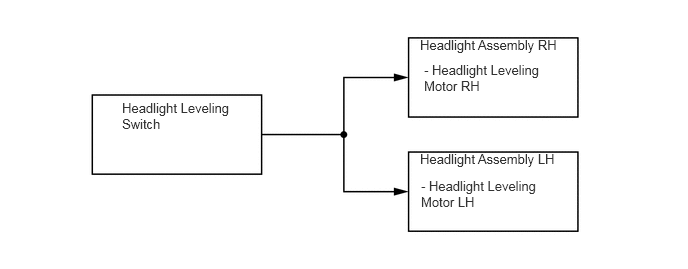 Headlight Leveling
Switch
Headlight Assembly RH
- Headlight Leveling
Motor RH
Headlight Assembly LH
- Headlight Leveling
Motor LH